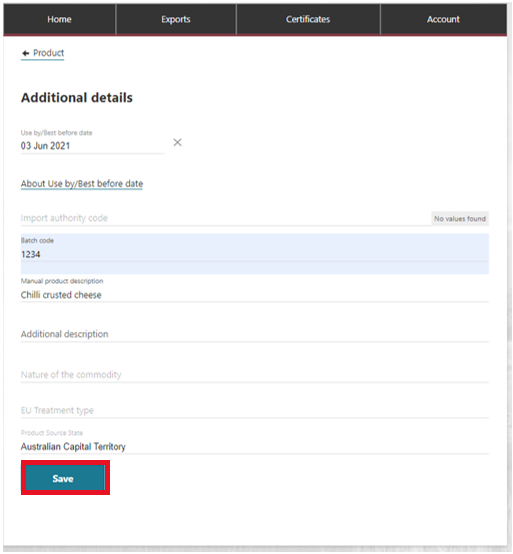 Home Exports Certificates Account
Product
Additional details
Use by/Best before date
03 Jun 2021
About Use by/Best before date
Import authority code No values found
Batch code
1234
Manual product description
Chilli crusted cheese
Additional description
Nature of the commodity
EU Treatment type
Product Source State
Australian Capital Territory
Save